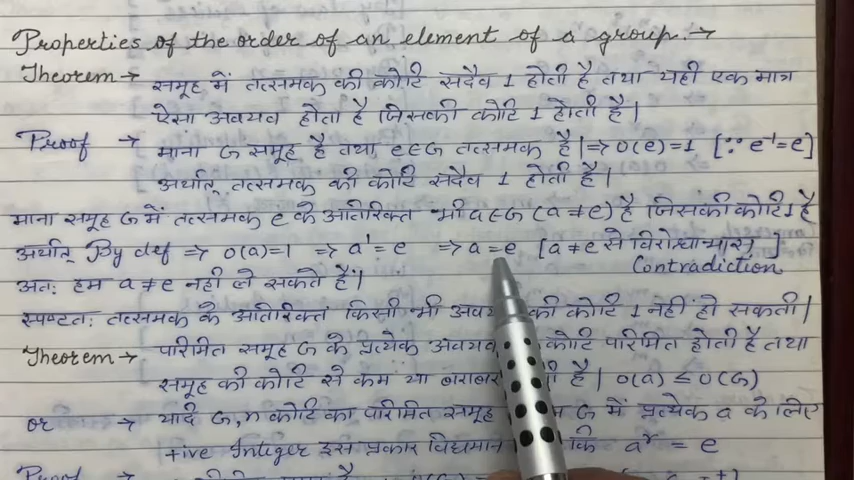 Properties of the order of an element of a group. →
Theorem → समूह में तत्समक की कोटि सदैव 1 होती है तथा यही एक मात्र
ऐसा अवयव होता है जिसकी कोटि 1 होती है।
Proof → माना G समूह है तथा e∈G तत्समक है। ⇒ O(e)=1 [∵ e¹=e]
अर्थात् तत्समक की कोटि सदैव 1 होती है।
माना समूह G में तत्समक e के अतिरिक्त भी a∈G (a≠e) है जिसकी कोटि 1 है
अर्थात् By def ⇒ O(a)=1 ⇒ a¹ = e ⇒ a = e [a≠e से विरोधाभास]
Contradiction
अतः हम a≠e नही ले सकते हैं।
स्पष्टतः तत्समक के अतिरिक्त किसी भी की कोटि 1 नहीं हो सकती।
Theorem → परिमित समूह G के प्रत्येक कोटि परिमित होती है तथा
समूह की कोटि से कम या बराबर है। O(a) ≤ O(G)
or → यदि G, n कोटि का परिमित समूह G में प्रत्येक a के लिए
+ive Integer इस प्रकार विद्यमान कि aʳ = e
Proof →